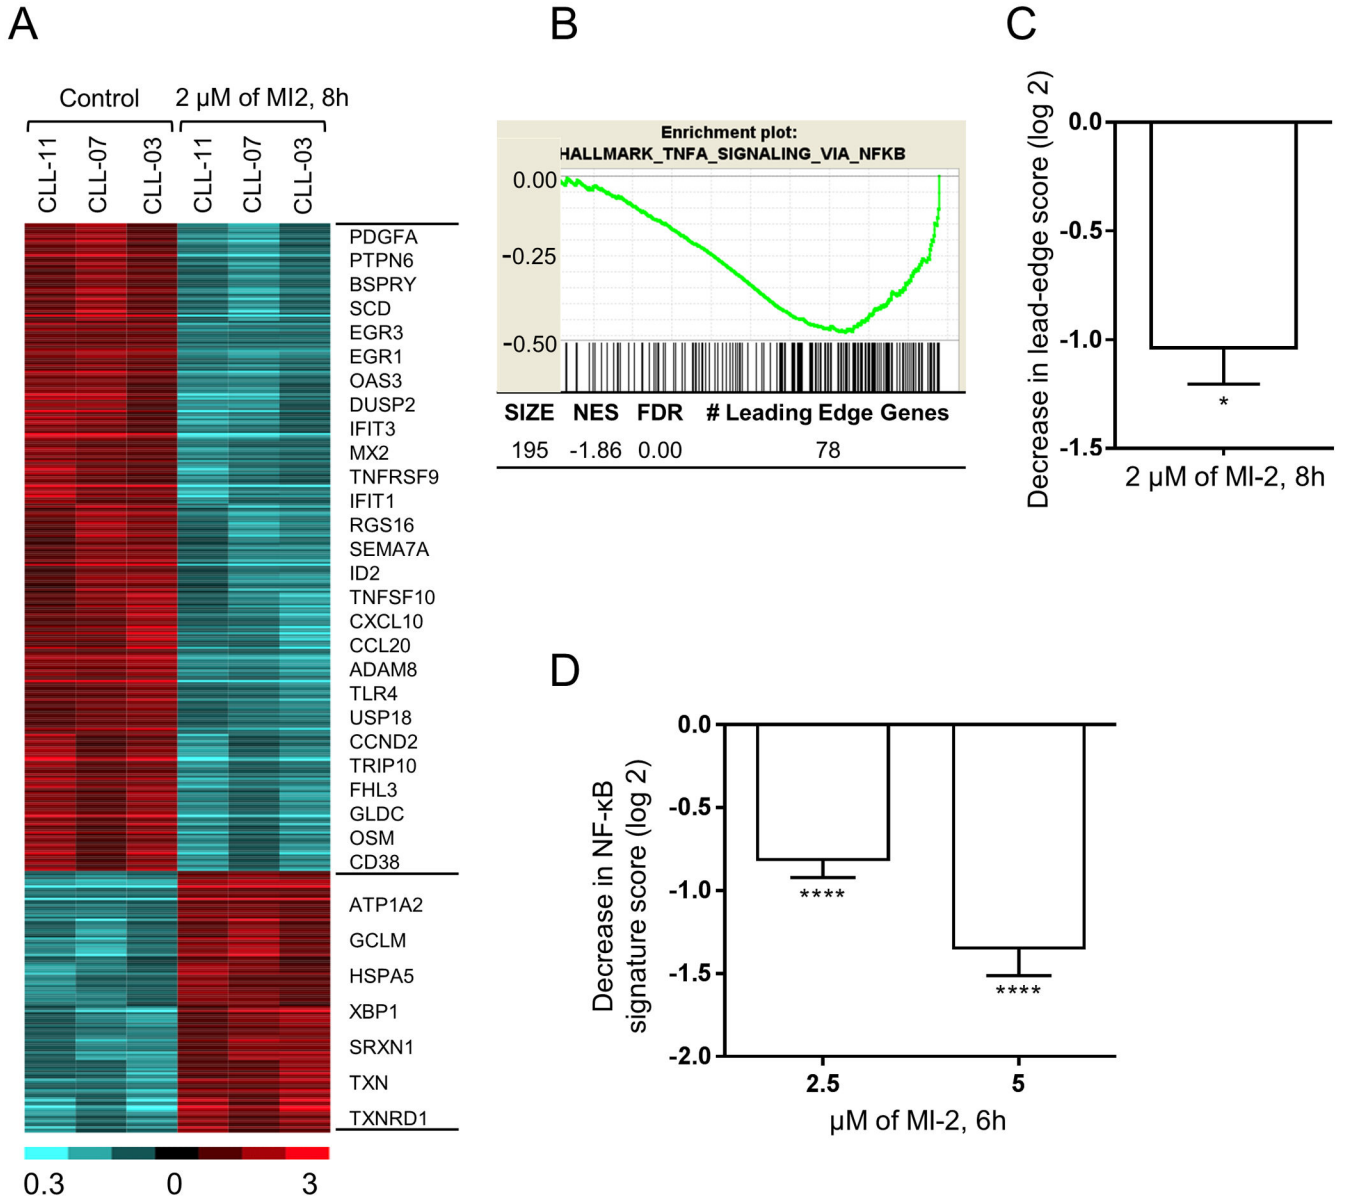 A
Control
2 µM of MI2, 8h
CLL-11
CLL-07
CLL-03
CLL-11
CLL-07
CLL-03
PDGFA
PTPN6
BSPRY
SCD
EGR3
EGR1
OAS3
DUSP2
IFIT3
MX2
TNFRSF9
IFIT1
RGS16
SEMA7A
ID2
TNFSF10
CXCL10
CCL20
ADAM8
TLR4
USP18
CCND2
TRIP10
FHL3
GLDC
OSM
CD38
ATP1A2
GCLM
HSPA5
XBP1
SRXN1
TXN
TXNRD1
0.3 0 3
B
Enrichment plot:
HALLMARK_TNFA_SIGNALING_VIA_NFKB
0.00
-0.25
-0.50
SIZE NES FDR # Leading Edge Genes
195 -1.86 0.00 78
C
Decrease in lead-edge score (log 2)
0.0
-0.5
-1.0
-1.5
*
2 µM of MI-2, 8h
D
Decrease in NF-κB
signature score (log 2)
0.0
-0.5
-1.0
-1.5
-2.0
****
****
2.5 5
µM of MI-2, 6h